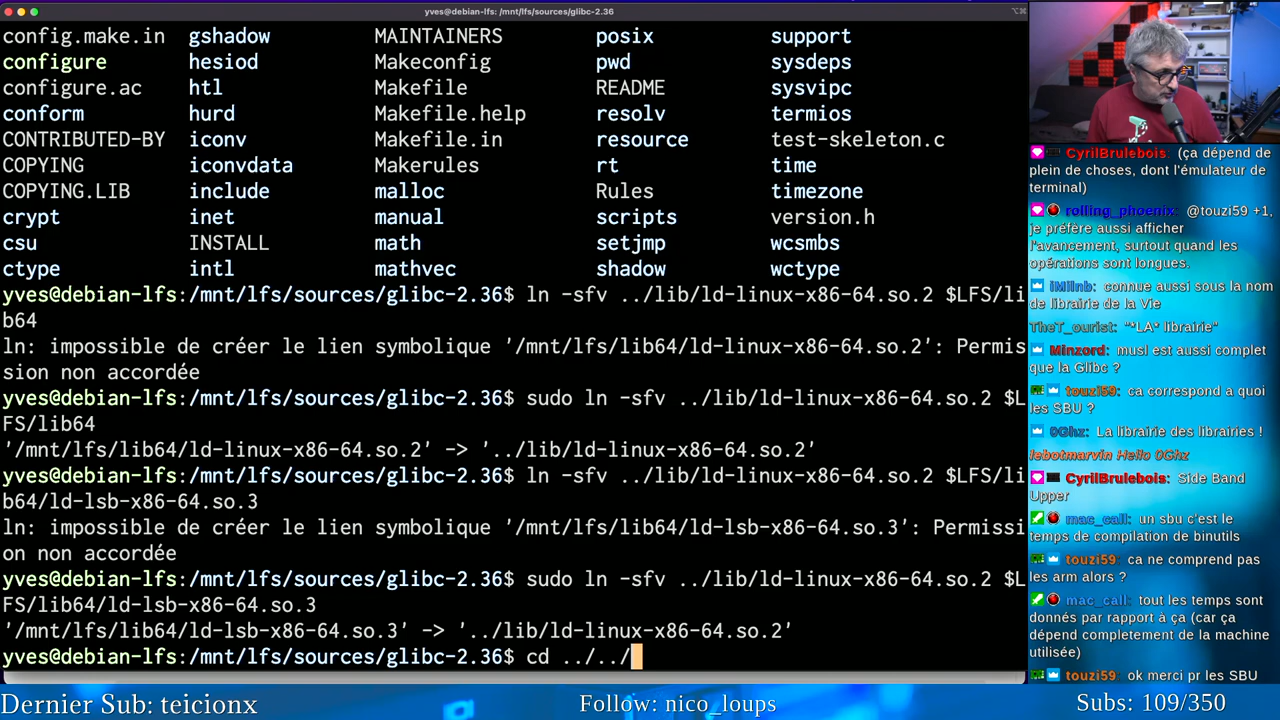 yves@debian-lfs: /mnt/lfs/sources/glibc-2.36
config.make.in gshadow MAINTAINERS posix support
configure hesiod Makeconfig pwd sysdeps
configure.ac htl Makefile README sysvipc
conform hurd Makefile.help resolv termios
CONTRIBUTED-BY iconv Makefile.in resource test-skeleton.c
COPYING iconvdata Makerules rt time
COPYING.LIB include malloc Rules timezone
crypt inet manual scripts version.h
csu INSTALL math setjmp wcsmbs
ctype intl mathvec shadow wctype
yves@debian-lfs:/mnt/lfs/sources/glibc-2.36$ ln -sfv ../lib/ld-linux-x86-64.so.2 $LFS/li
b64
ln: impossible de créer le lien symbolique '/mnt/lfs/lib64/ld-linux-x86-64.so.2': Permis
sion non accordée
yves@debian-lfs:/mnt/lfs/sources/glibc-2.36$ sudo ln -sfv ../lib/ld-linux-x86-64.so.2 $L
FS/lib64
'/mnt/lfs/lib64/ld-linux-x86-64.so.2' -> '../lib/ld-linux-x86-64.so.2'
yves@debian-lfs:/mnt/lfs/sources/glibc-2.36$ ln -sfv ../lib/ld-linux-x86-64.so.2 $LFS/li
b64/ld-lsb-x86-64.so.3
ln: impossible de créer le lien symbolique '/mnt/lfs/lib64/ld-lsb-x86-64.so.3': Permissi
on non accordée
yves@debian-lfs:/mnt/lfs/sources/glibc-2.36$ sudo ln -sfv ../lib/ld-linux-x86-64.so.2 $L
FS/lib64/ld-lsb-x86-64.so.3
'/mnt/lfs/lib64/ld-lsb-x86-64.so.3' -> '../lib/ld-linux-x86-64.so.2'
yves@debian-lfs:/mnt/lfs/sources/glibc-2.36$ cd ../../
CyrilBrulebois: (ça dépend de
plein de choses, dont l'émulateur de
terminal)
rolling_phoenix: @touzi59 +1,
je préfère aussi afficher
l'avancement, surtout quand les
opérations sont longues.
iMilnb: connue aussi sous la nom
de librairie de la Vie
TheT_ourist: "*LA* librairie"
Minzord: musl est aussi complet
que la Glibc ?
touzi59: ca correspond a quoi
les SBU ?
0Ghz: La librairie des librairies !
lebotmarvin Hello 0Ghz
CyrilBrulebois: Side Band
Upper
mac_call: un sbu c'est le
temps de compilation de binutils
touzi59: ca ne comprend pas
les arm alors ?
mac_call: tout les temps sont
donnés par rapport à ça (car ça
dépend completement de la machine
utilisée)
touzi59: ok merci pr les SBU
Dernier Sub: teicionx
Follow: nico_loups
Subs: 109/350